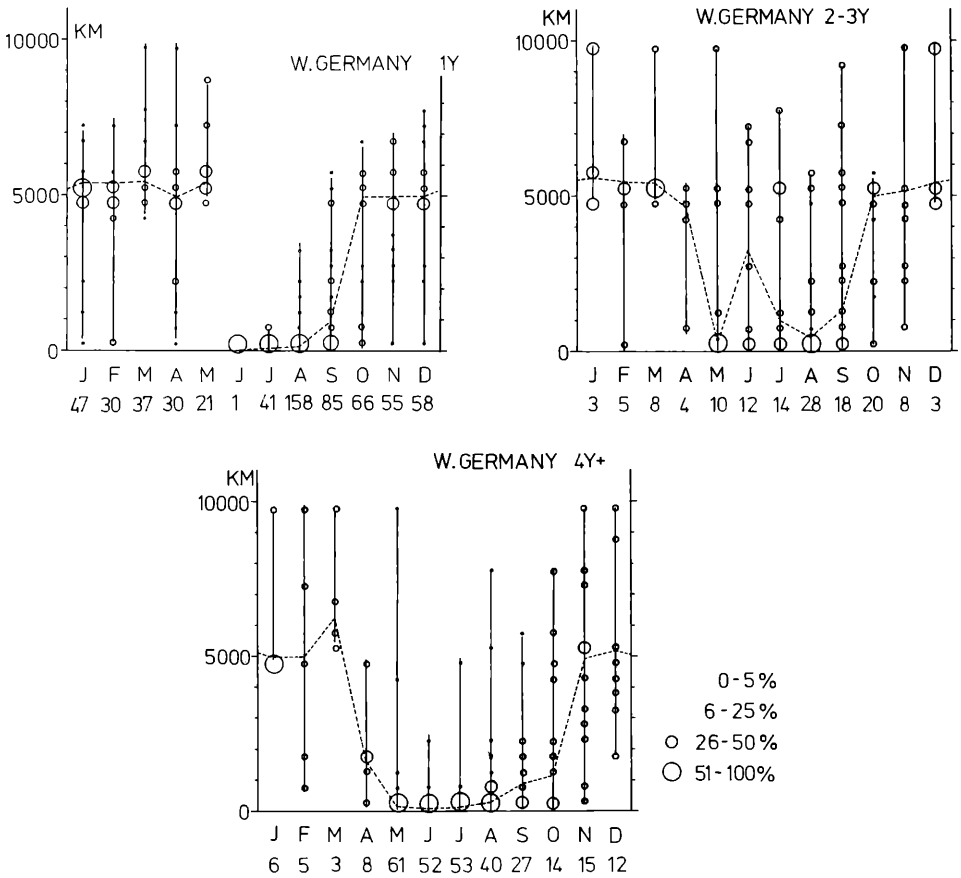 KM
10000
W. GERMANY 1Y
5000
0
J F M A M J J A S O N D
47 30 37 30 21 1 41 158 85 66 55 58
W. GERMANY 2-3Y
10000
5000
0
J F M A M J J A S O N D
3 5 8 4 10 12 14 28 18 20 8 3
W. GERMANY 4Y+
KM
10000
5000
0
J F M A M J J A S O N D
6 5 3 8 61 52 53 40 27 14 15 12
0-5%
6-25%
26-50%
51-100%